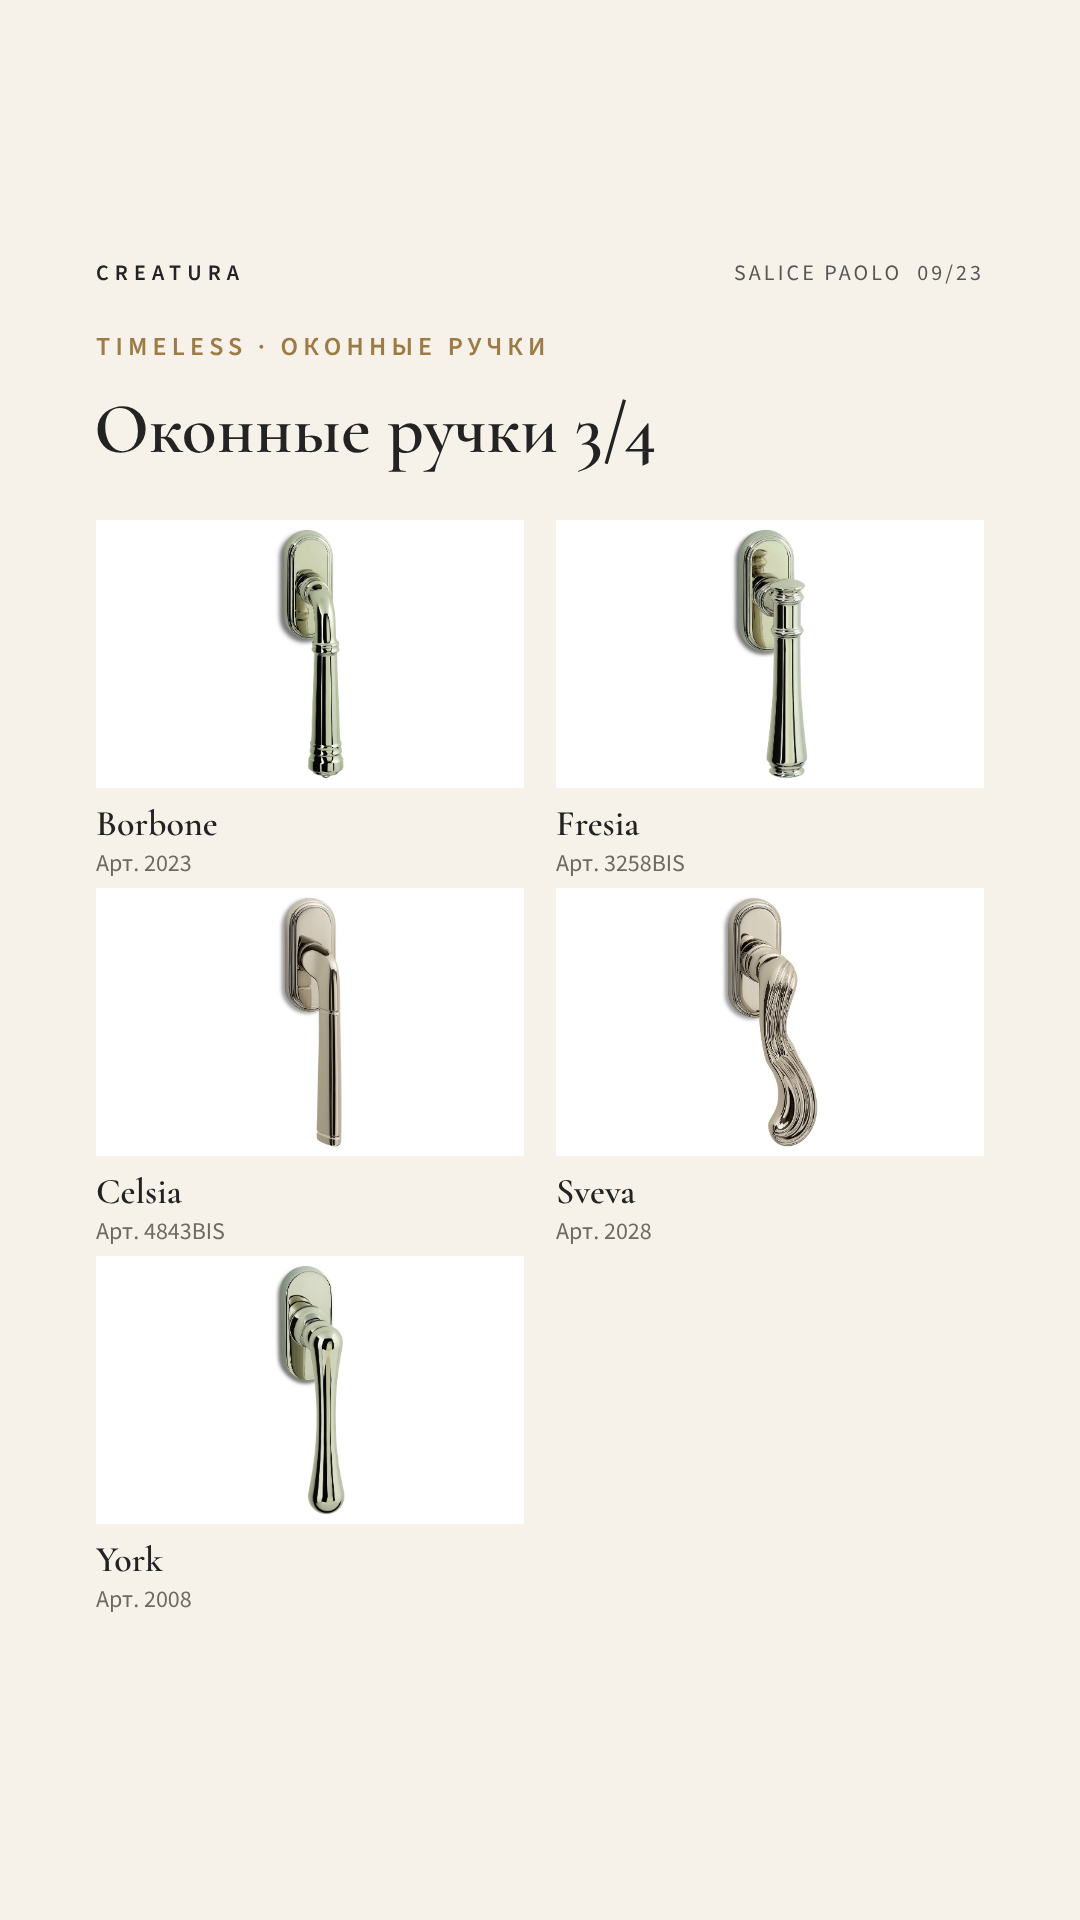 CREATURA
SALICE PAOLO 09/23
TIMELESS · ОКОННЫЕ РУЧКИ
Оконные ручки 3/4
Borbone
Арт. 2023
Fresia
Арт. 3258BIS
Celsia
Арт. 4843BIS
Sveva
Арт. 2028
York
Арт. 2008